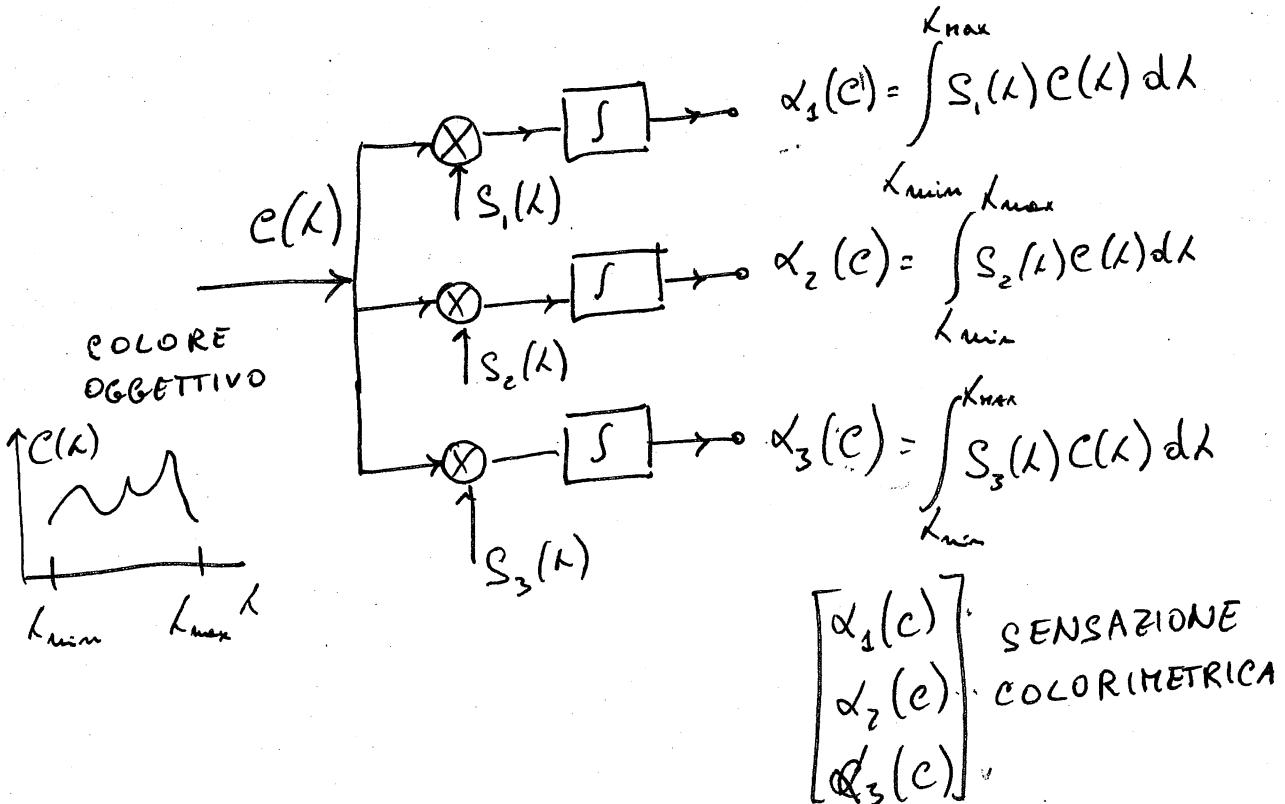 α₁(C) = ∫ S₁(λ) C(λ) dλ
λmax
λmin
S₁(λ)
C(λ)
α₂(C) = ∫ S₂(λ) C(λ) dλ
λmax
λmin
S₂(λ)
COLORE
OGGETTIVO
α₃(C) = ∫ S₃(λ) C(λ) dλ
λMAX
λmin
S₃(λ)
∫
∫
∫
C(λ)
λmin λmax λ
[α₁(C)
α₂(C)
α₃(C)]
SENSAZIONE
COLORIMETRICA